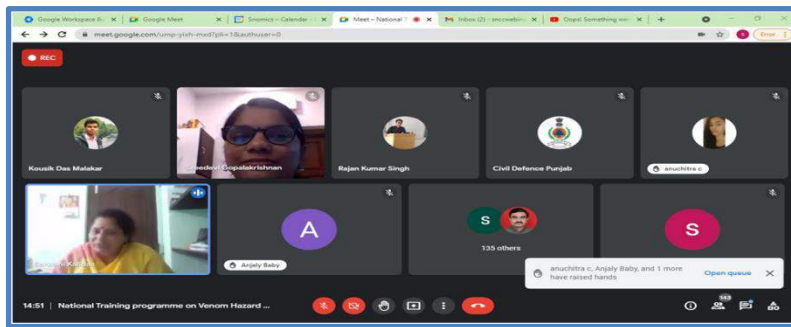 Google Workspace B...
Google Meet
Snomics - Calendar -
Meet – National T
Inbox (2) -
Oops! Something
meet.google.com/ump-yixh-mxd?pli=1&authuser=0
S
Error
REC
Kousik Das Malakar
Sreedevi Gopalakrishnan
Rajan Kumar Singh
Civil Defence Punjab
anuchitra c
A
Anjaly Baby
S
135 others
S
anuchitra c, Anjaly Baby, and 1 more
have raised hands
Open queue
14:51 | National Training programme on Venom Hazard ...
143